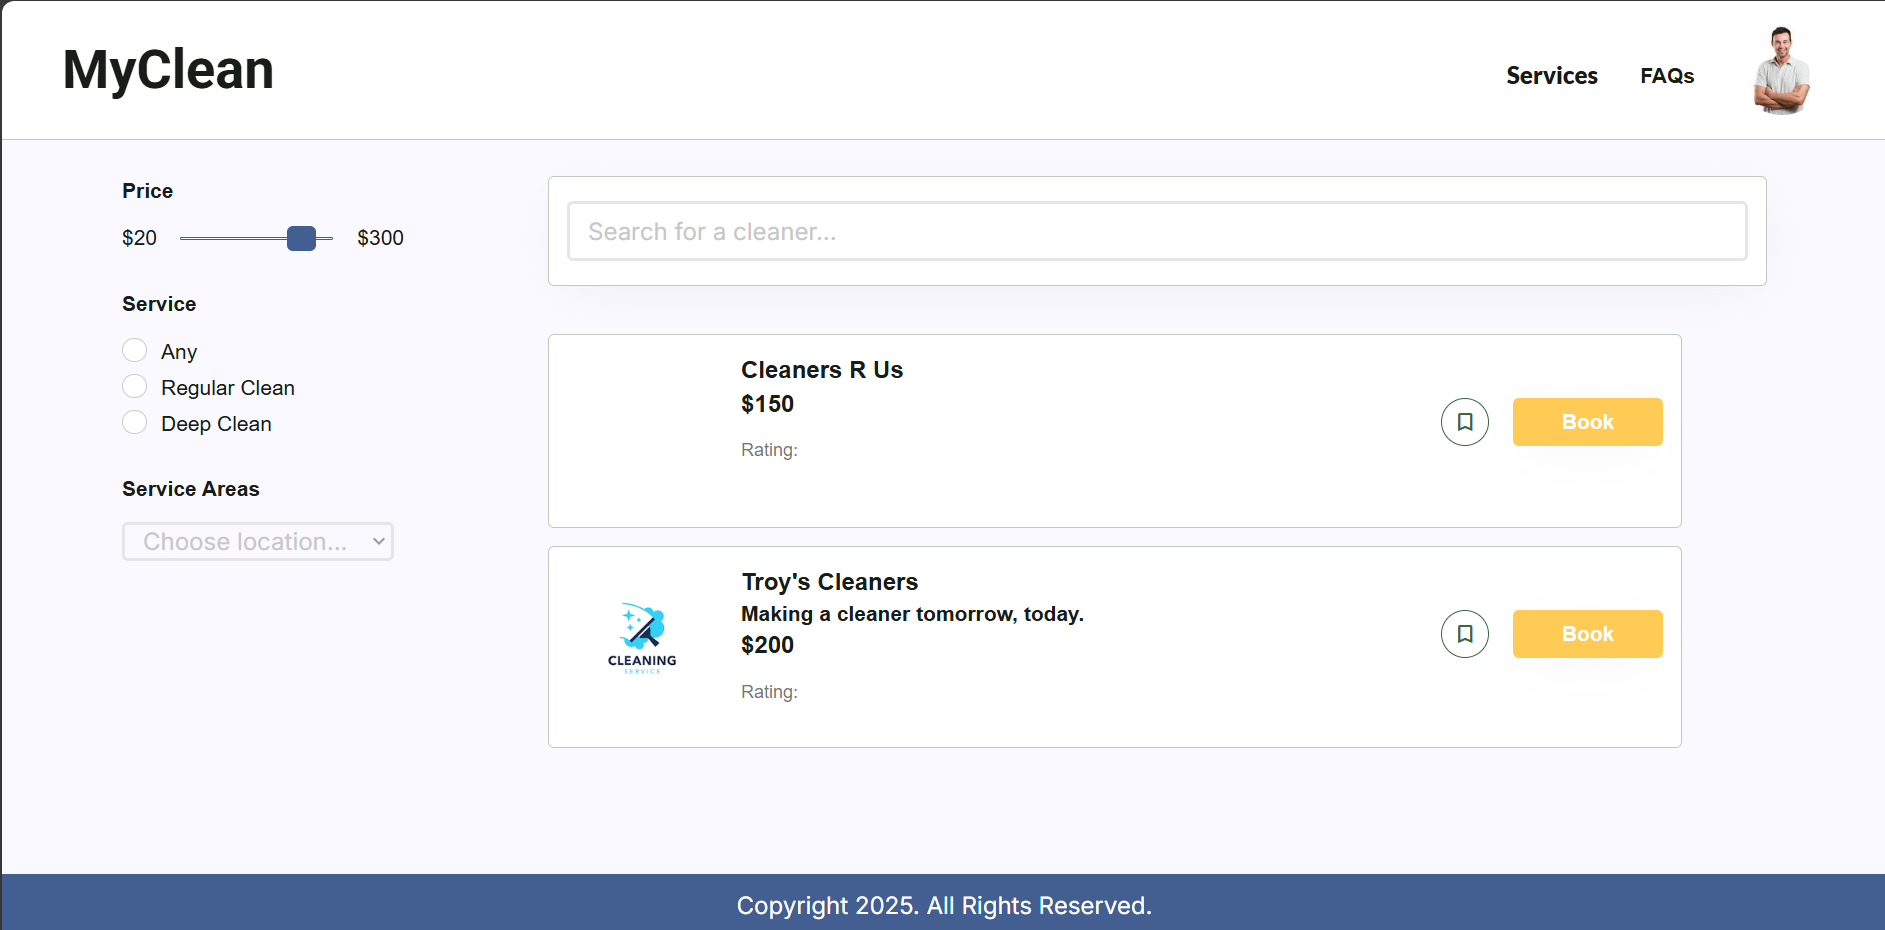 MyClean
Services
FAQs
Price
$20
$300
Service
Any
Regular Clean
Deep Clean
Service Areas
Choose location...
Search for a cleaner...
Cleaners R Us
$150
Rating:
Book
CLEANING
SERVICE
Troy's Cleaners
Making a cleaner tomorrow, today.
$200
Rating:
Book
Copyright 2025. All Rights Reserved.